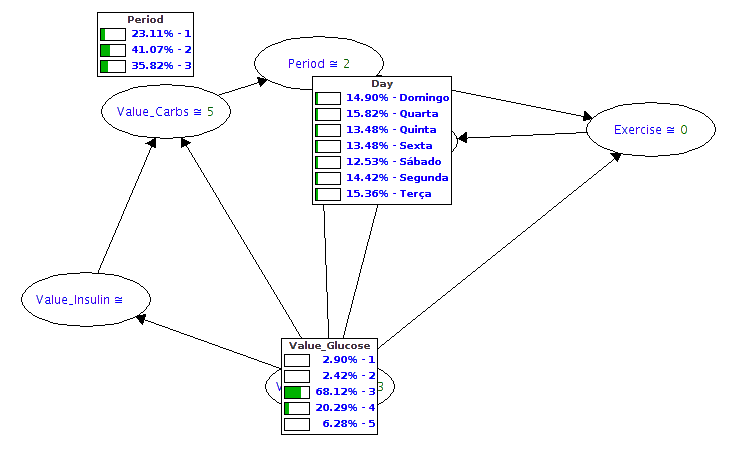 Period
23.11% - 1
41.07% - 2
35.82% - 3
Period ≅ 2
Day
14.90% - Domingo
15.82% - Quarta
13.48% - Quinta
13.48% - Sexta
12.53% - Sábado
14.42% - Segunda
15.36% - Terça
Value_Carbs ≅ 5
Exercise ≅ 0
Value_Insulin ≅
Value_Glucose
2.90% - 1
2.42% - 2
68.12% - 3
20.29% - 4
6.28% - 5
3